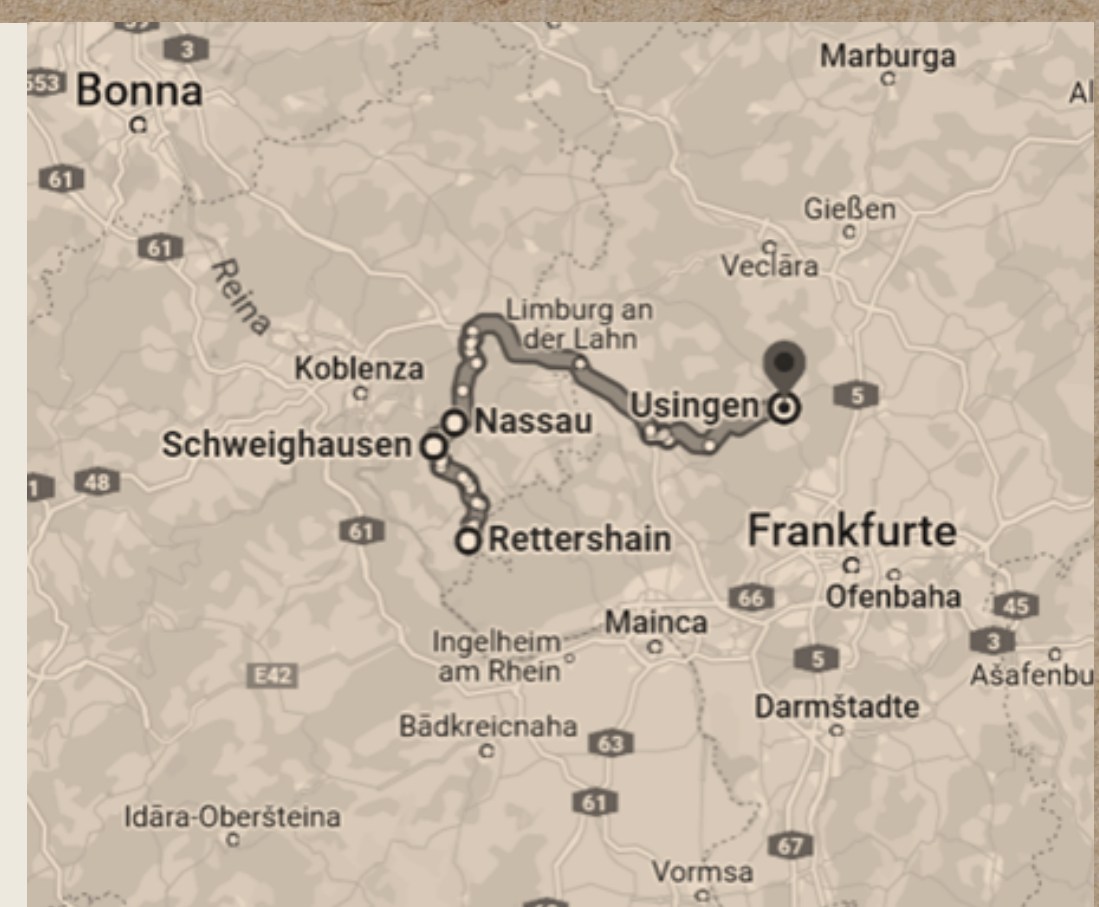 3
Marburga
553
Bonna
Al
61
Gießen
61
Veclāra
Reina
Limburg an
der Lahn
Koblenza
5
Usingen
Nassau
Schweighausen
48
1
61
Frankfurte
Rettershain
66
Ofenbaha
45
Mainca
3
Ingelheim
am Rhein
5
E42
Ašafenbu
Darmštadte
Bādkreicnaha
63
61
Idāra-Oberšteina
67
Vormsa